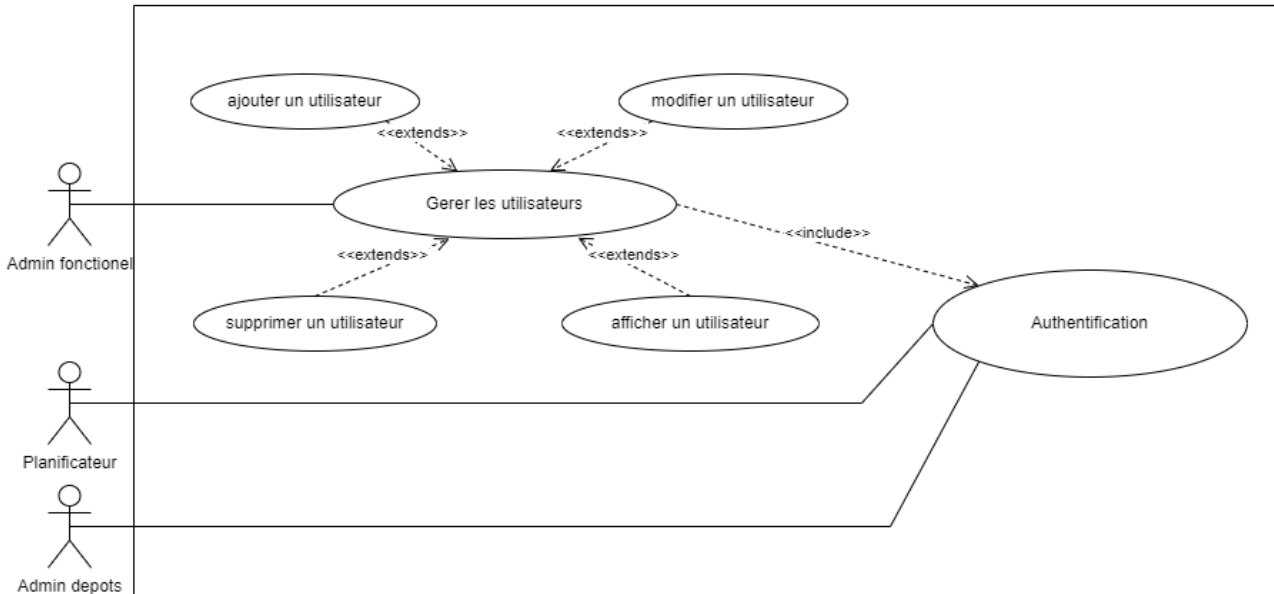 ajouter un utilisateur
modifier un utilisateur
<<extends>>
<<extends>>
Gerer les utilisateurs
<<include>>
Admin fonctionel
<<extends>>
<<extends>>
supprimer un utilisateur
afficher un utilisateur
Authentification
Planificateur
Admin depots